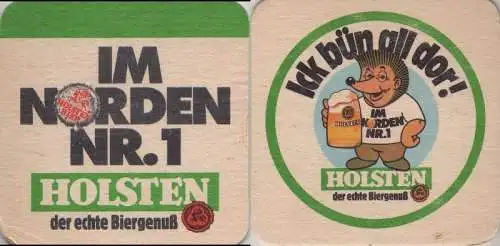 IM
NORDEN
NR.1
HOLSTEN
der echte Biergenuß
Ick bün all dor!
HOLSTEN
IM
NORDEN
NR.1
HOLSTEN
der echte Biergenuß